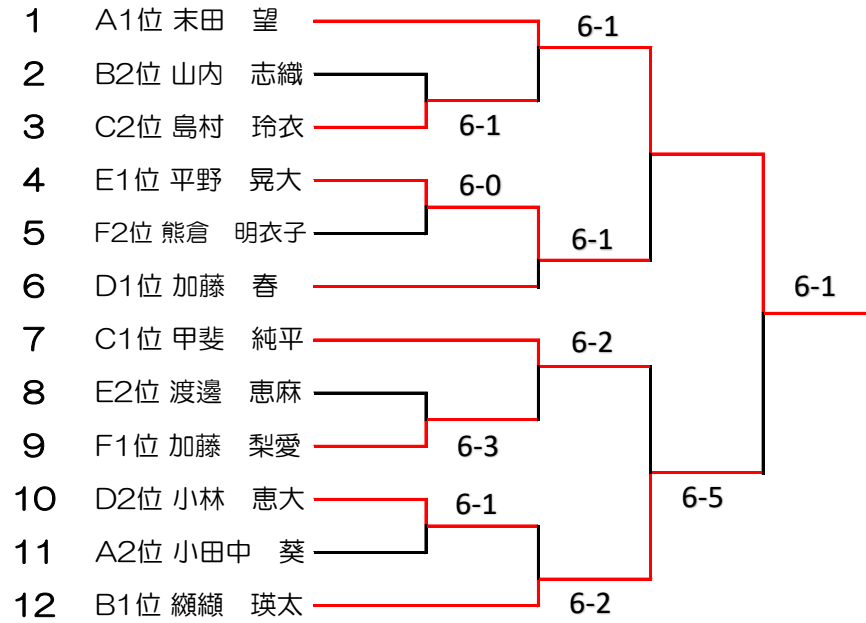 1 A1位 末田 望 6-1
2 B2位 山内 志織
3 C2位 島村 玲衣 6-1
4 E1位 平野 晃大 6-0
5 F2位 熊倉 明衣子 6-1
6 D1位 加藤 春 6-1
7 C1位 甲斐 純平 6-2
8 E2位 渡邊 恵麻
9 F1位 加藤 梨愛 6-3
10 D2位 小林 恵大 6-1 6-5
11 A2位 小田中 葵
12 B1位 纐纈 瑛太 6-2